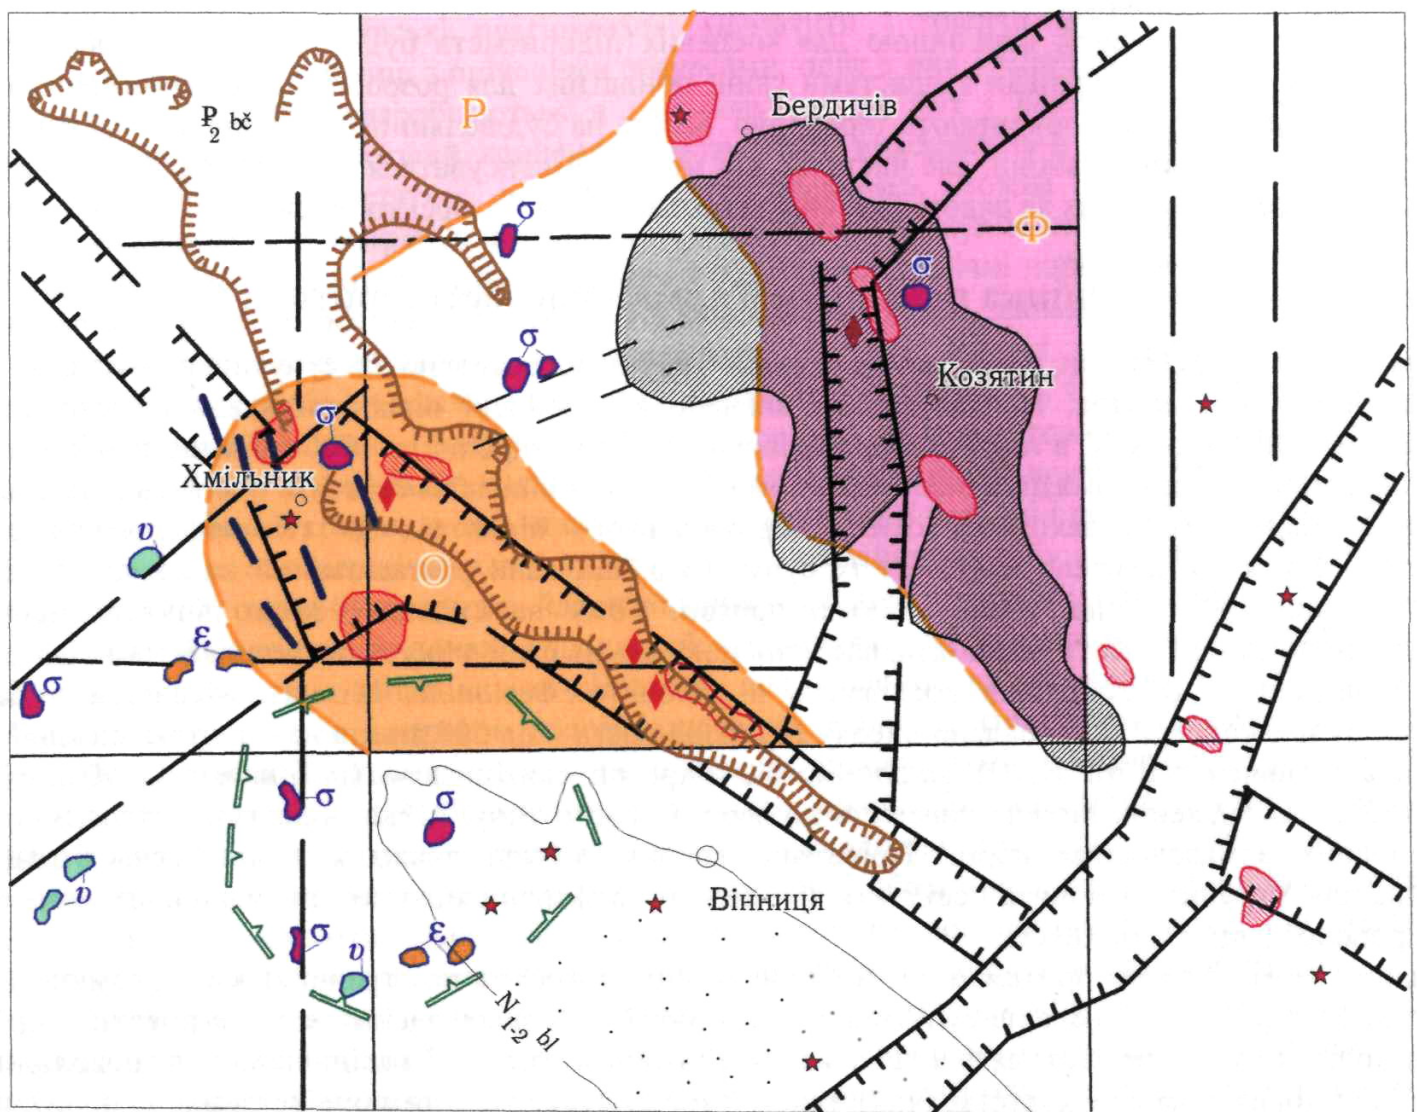 Бердичів
Р
₽₂ bč
σ
Ф
σ
σ
Козятин
σ
Хмільник
υ
О
ε
σ
σ
σ
υ
Вінниця
σ
ε
υ
N₁₋₂ bl